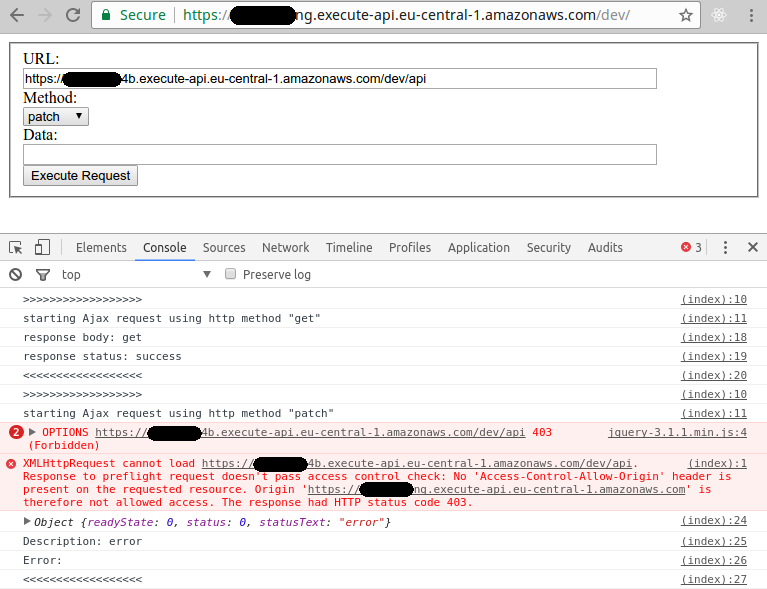 Secure https:// ng.execute-api.eu-central-1.amazonaws.com/dev/
URL:
https:// 4b.execute-api.eu-central-1.amazonaws.com/dev/api
Method:
patch
Data:
Execute Request
Elements Console Sources Network Timeline Profiles Application Security Audits 3
top Preserve log
>>>>>>>>>>>>>>>>>> (index):10
starting Ajax request using http method "get" (index):11
response body: get (index):18
response status: success (index):19
<<<<<<<<<<<<<<<<<< (index):20
>>>>>>>>>>>>>>>>>> (index):10
starting Ajax request using http method "patch" (index):11
2 OPTIONS https:// 4b.execute-api.eu-central-1.amazonaws.com/dev/api 403 jquery-3.1.1.min.js:4
(Forbidden)
XMLHttpRequest cannot load https:// 4b.execute-api.eu-central-1.amazonaws.com/dev/api. (index):1
Response to preflight request doesn't pass access control check: No 'Access-Control-Allow-Origin' header is
present on the requested resource. Origin 'https:// ng.execute-api.eu-central-1.amazonaws.com' is
therefore not allowed access. The response had HTTP status code 403.
Object {readyState: 0, status: 0, statusText: "error"} (index):24
Description: error (index):25
Error: (index):26
<<<<<<<<<<<<<<<<<< (index):27